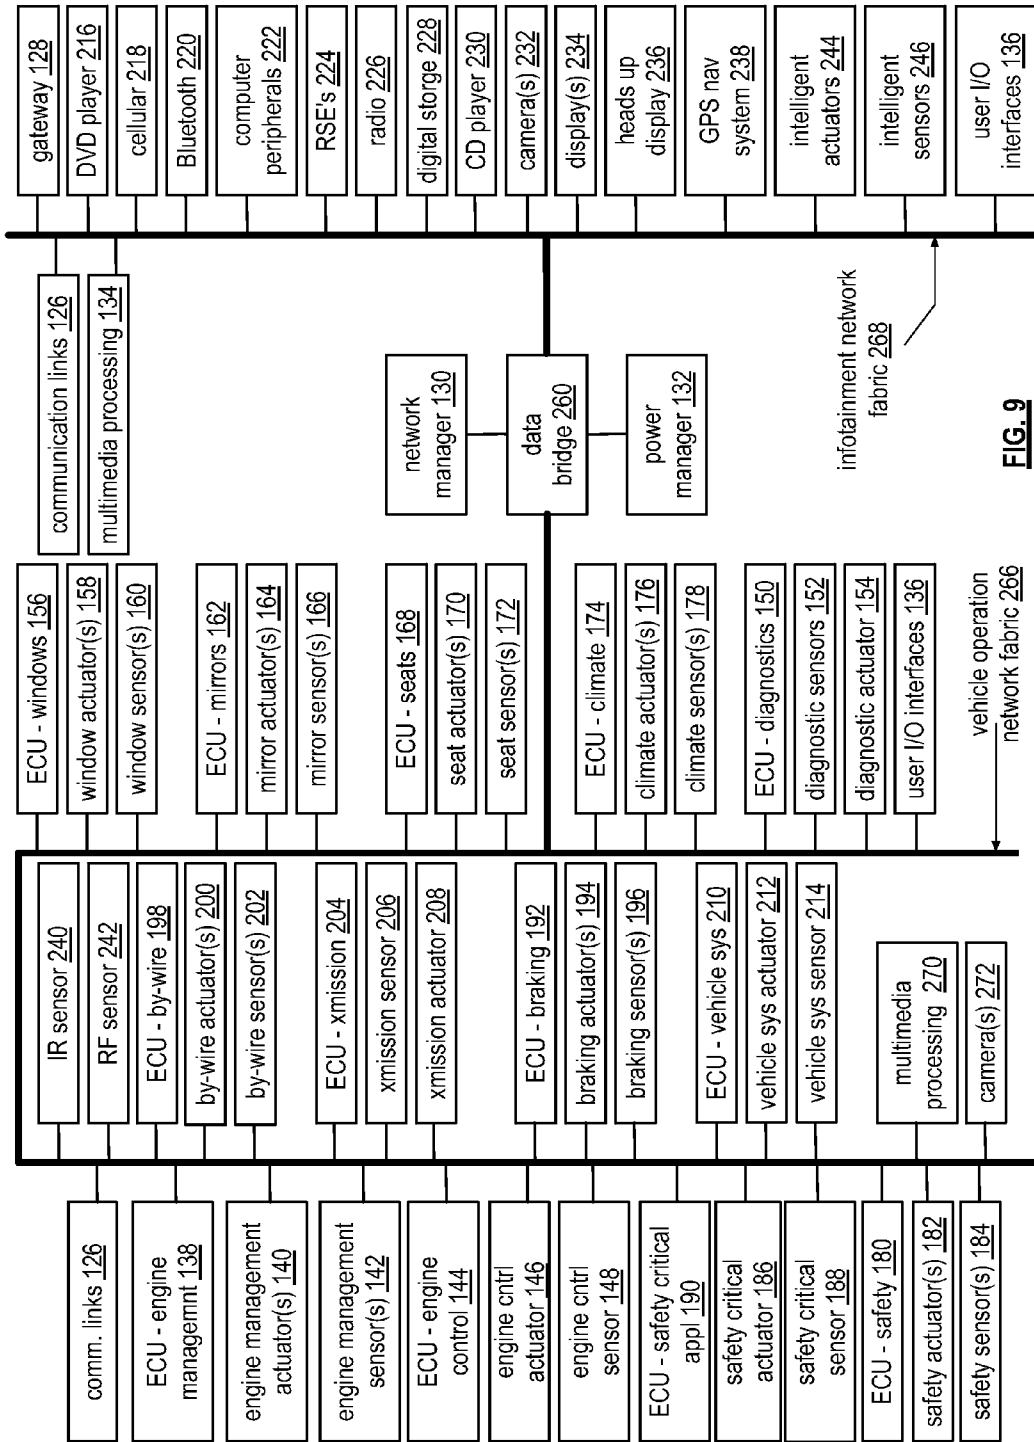 comm. links 126
ECU - engine
managemnt 138
engine management
actuator(s) 140
engine management
sensor(s) 142
ECU - engine
control 144
engine cntrl
actuator 146
engine cntrl
sensor 148
ECU - safety critical
appl 190
safety critical
actuator 186
safety critical
sensor 188
ECU - safety 180
safety actuator(s) 182
safety sensor(s) 184
IR sensor 240
RF sensor 242
ECU - by-wire 198
by-wire actuator(s) 200
by-wire sensor(s) 202
ECU - xmission 204
xmission sensor 206
xmission actuator 208
ECU - braking 192
braking actuator(s) 194
braking sensor(s) 196
ECU - vehicle sys 210
vehicle sys actuator 212
vehicle sys sensor 214
multimedia
processing 270
camera(s) 272
ECU - windows 156
window actuator(s) 158
window sensor(s) 160
ECU - mirrors 162
mirror actuator(s) 164
mirror sensor(s) 166
ECU - seats 168
seat actuator(s) 170
seat sensor(s) 172
ECU - climate 174
climate actuator(s) 176
climate sensor(s) 178
ECU - diagnostics 150
diagnostic sensors 152
diagnostic actuator 154
user I/O interfaces 136
vehicle operation
network fabric 266
network
manager 130
data
bridge 260
power
manager 132
communication links 126
multimedia processing 134
infotainment network
fabric 268
gateway 128
DVD player 216
cellular 218
Bluetooth 220
computer
peripherals 222
RSE's 224
radio 226
digital storge 228
CD player 230
camera(s) 232
display(s) 234
heads up
display 236
GPS nav
system 238
intelligent
actuators 244
intelligent
sensors 246
user I/O
interfaces 136
FIG. 9